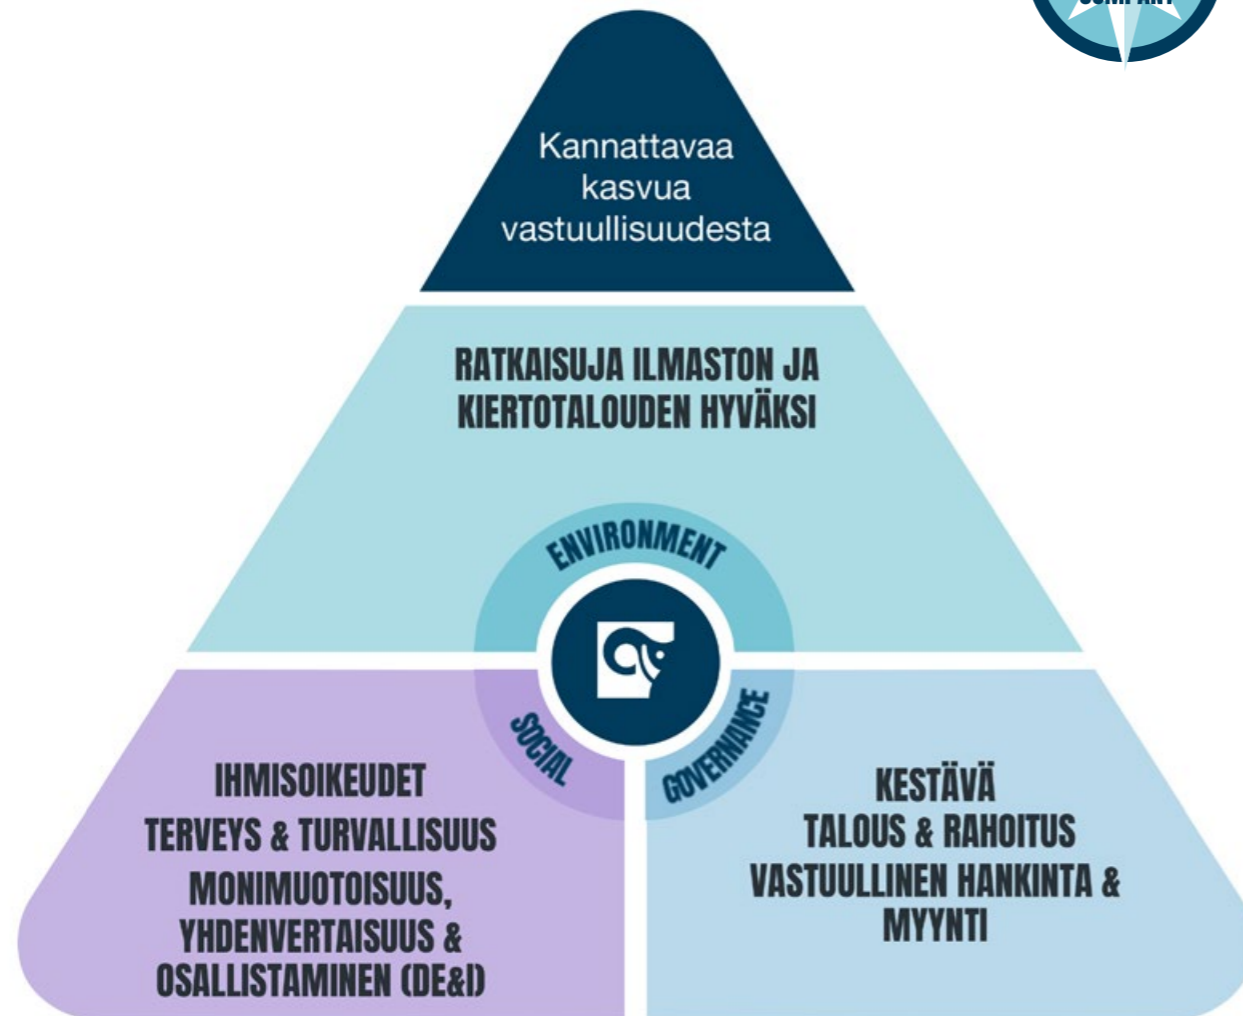 COMPANY
Kannattavaa
kasvua
vastuullisuudesta
RATKAISUJA ILMASTON JA
KIERTOTALOUDEN HYVÄKSI
ENVIRONMENT
SOCIAL
GOVERNANCE
IHMISOIKEUDET
TERVEYS & TURVALLISUUS
MONIMUOTOISUUS,
YHDENVERTAISUUS &
OSALLISTAMINEN (DE&I)
KESTÄVÄ
TALOUS & RAHOITUS
VASTUULLINEN HANKINTA &
MYYNTI